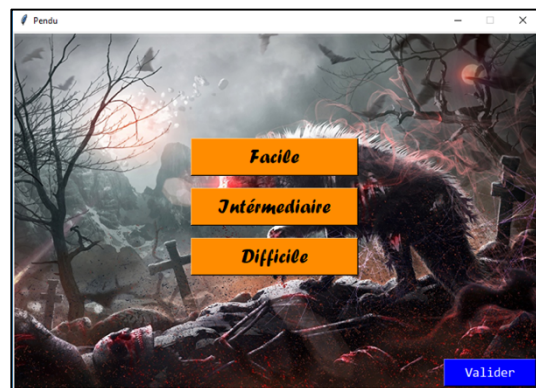 Pendu
Facile
Intérmediaire
Difficile
Valider